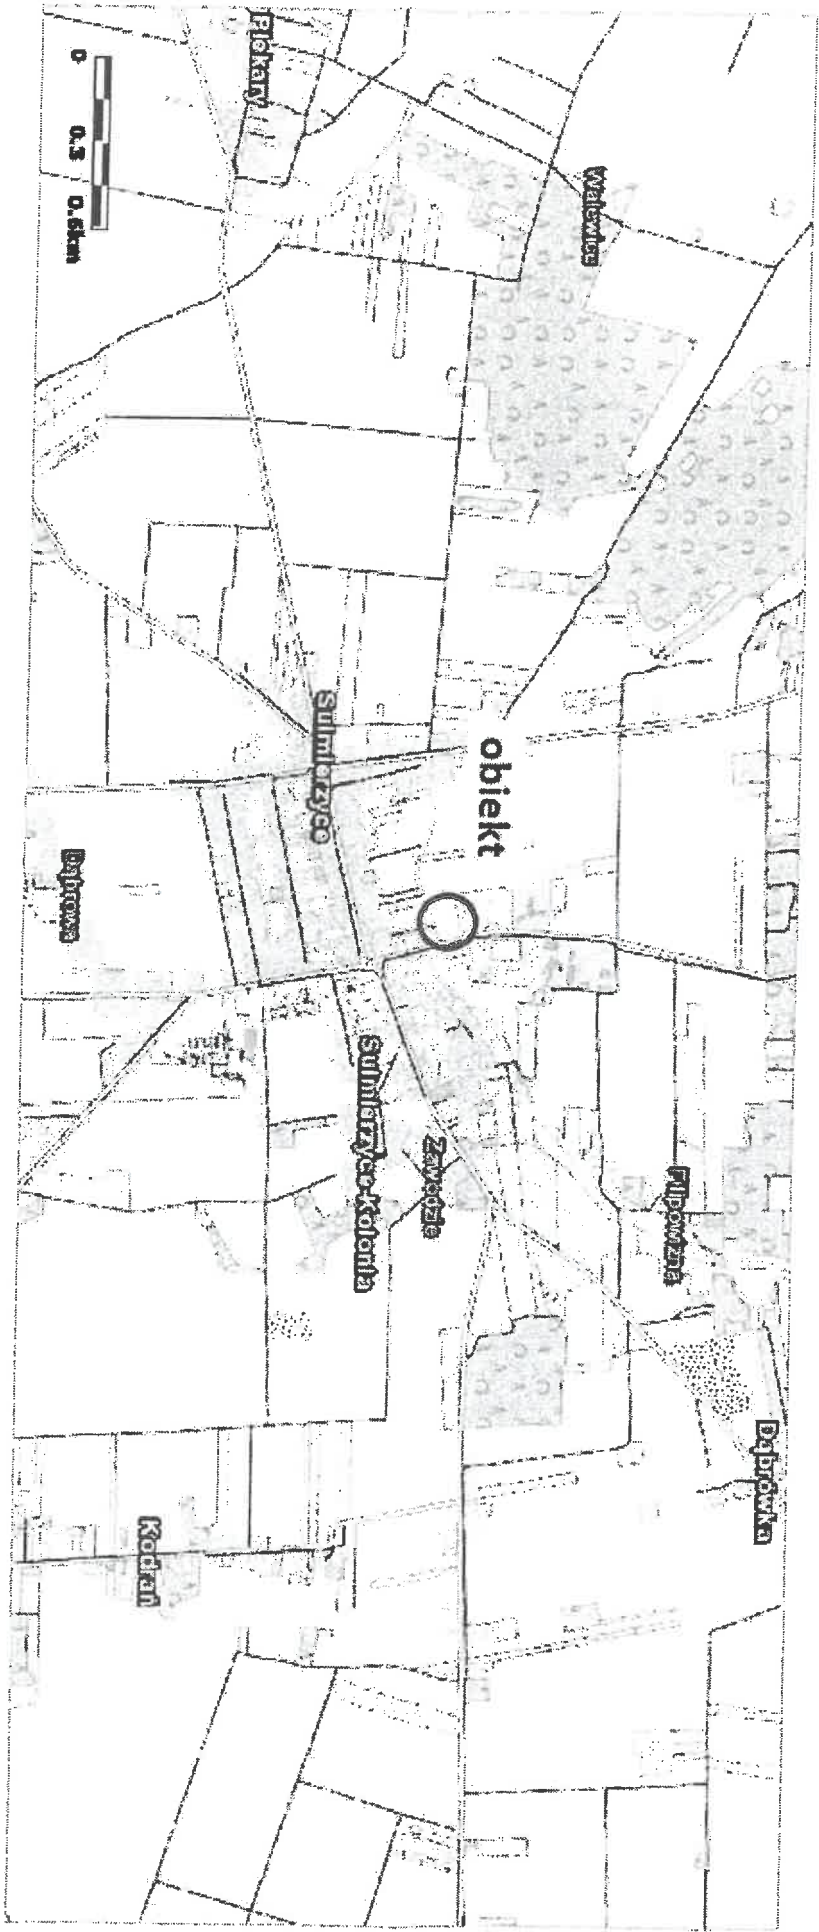 Dąbrówka
Filipowizna
Walewice
obiekt
Zawodzie
Sulmierzyce-Kolonia
Sulmierzyce
Piekary
Kodrań
0 0.3 0.6km
Dąbrowa